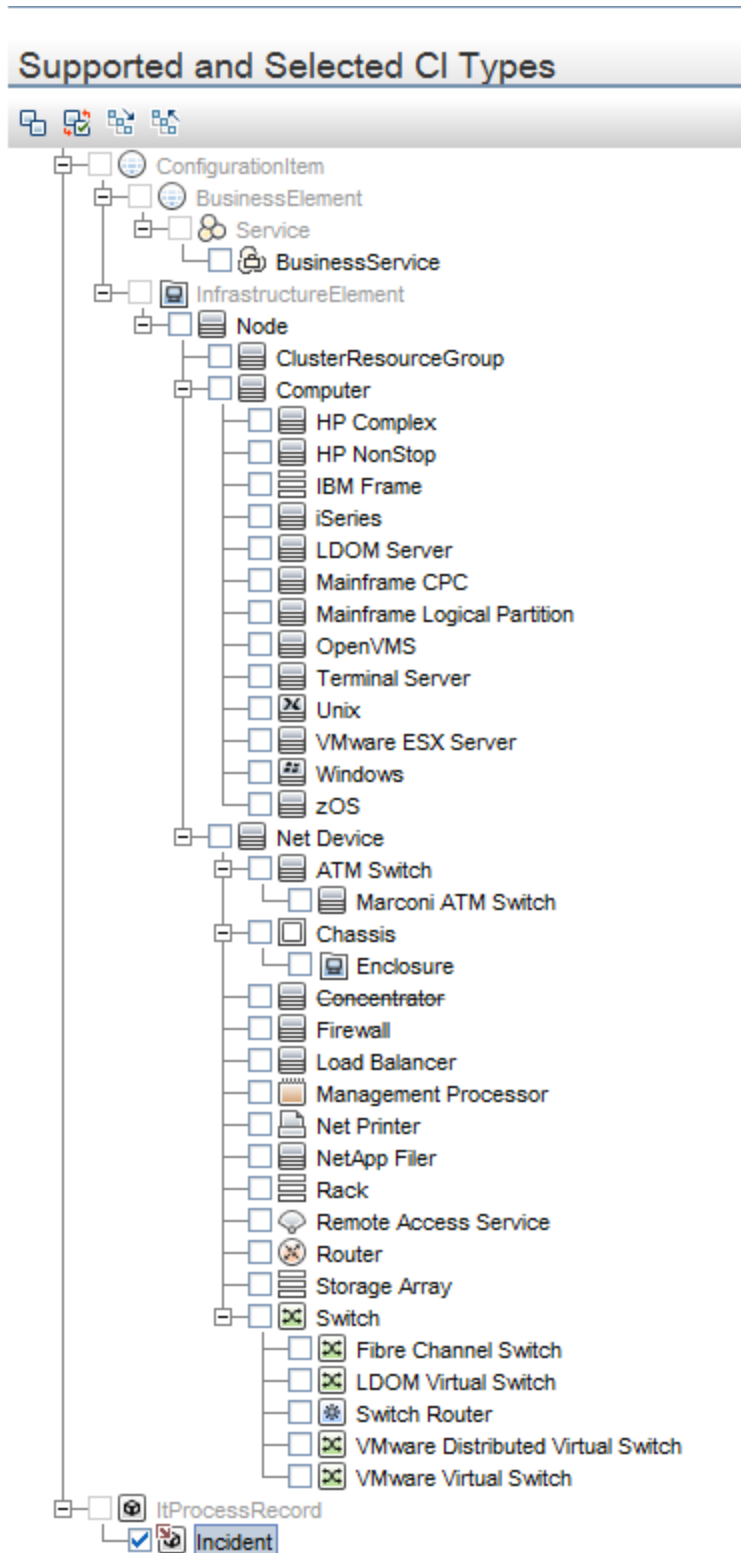 Supported and Selected CI Types
ConfigurationItem
BusinessElement
Service
BusinessService
InfrastructureElement
Node
ClusterResourceGroup
Computer
HP Complex
HP NonStop
IBM Frame
iSeries
LDOM Server
Mainframe CPC
Mainframe Logical Partition
OpenVMS
Terminal Server
Unix
VMware ESX Server
Windows
zOS
Net Device
ATM Switch
Marconi ATM Switch
Chassis
Enclosure
Concentrator
Firewall
Load Balancer
Management Processor
Net Printer
NetApp Filer
Rack
Remote Access Service
Router
Storage Array
Switch
Fibre Channel Switch
LDOM Virtual Switch
Switch Router
VMware Distributed Virtual Switch
VMware Virtual Switch
ItProcessRecord
Incident